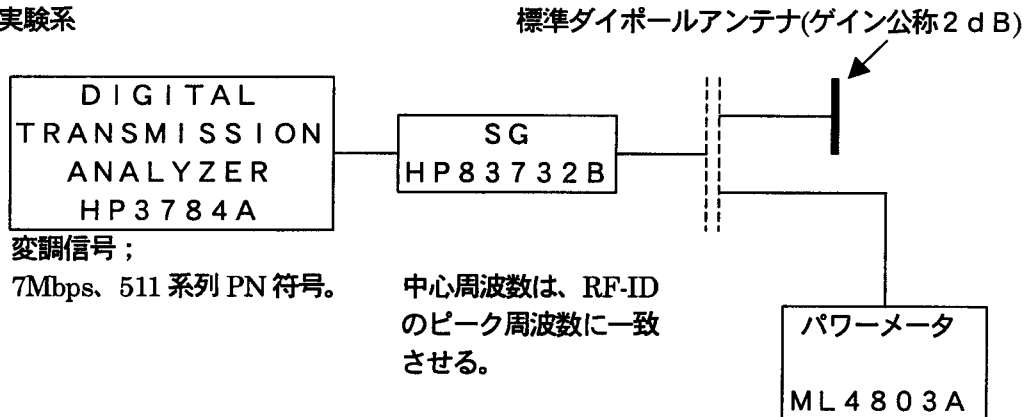 実験系
標準ダイポールアンテナ(ゲイン公称2dB)
DIGITAL
TRANSMISSION
ANALYZER
HP3784A
SG
HP83732B
変調信号;
7Mbps、511系列PN符号。
中心周波数は、RF-ID
のピーク周波数に一致
させる。
パワーメータ
ML4803A